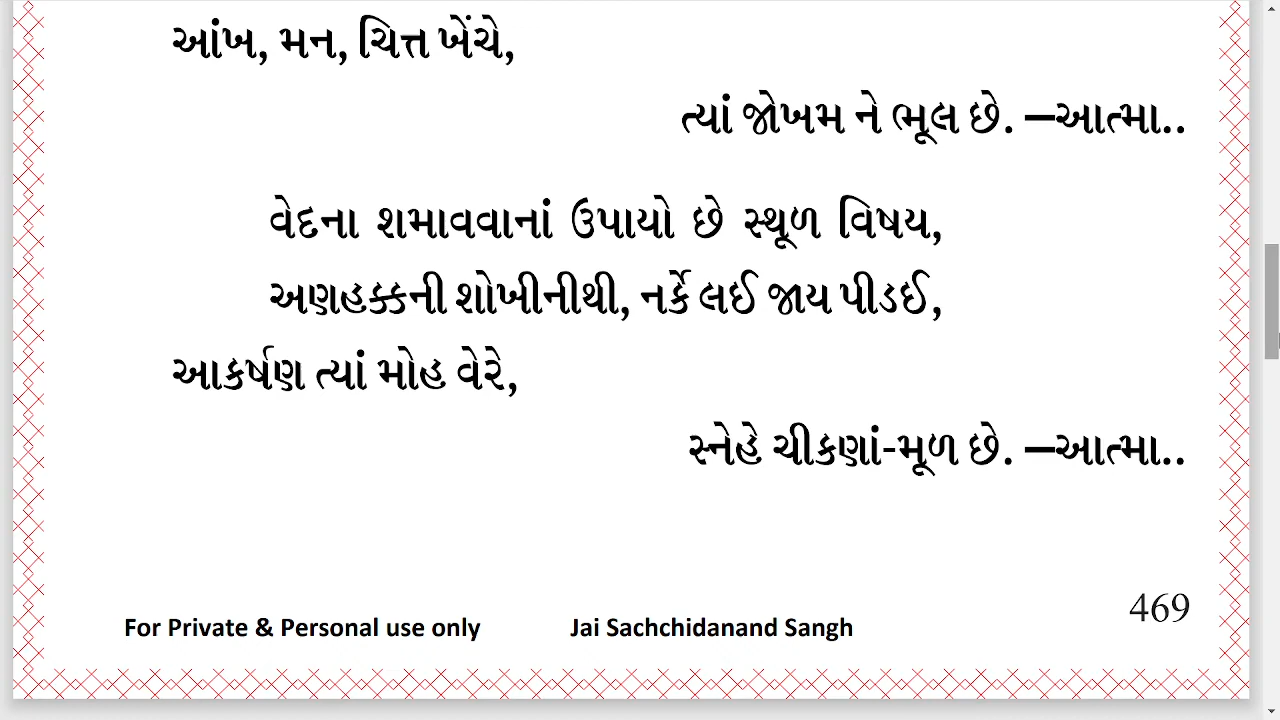 આંખ, મન, ચિત્ત ખેંચે,
ત્યાં જોખમ ને ભૂલ છે. —આત્મા..
વેદના શમાવવાનાં ઉપાયો છે સ્થૂળ વિષય,
અણહક્કની શોખીનીથી, નર્કે લઈ જાય પીડઈ,
આકર્ષણ ત્યાં મોહ વેરે,
સ્નેહે ચીકણાં-મૂળ છે. —આત્મા..
469
For Private & Personal use only Jai Sachchidanand Sangh